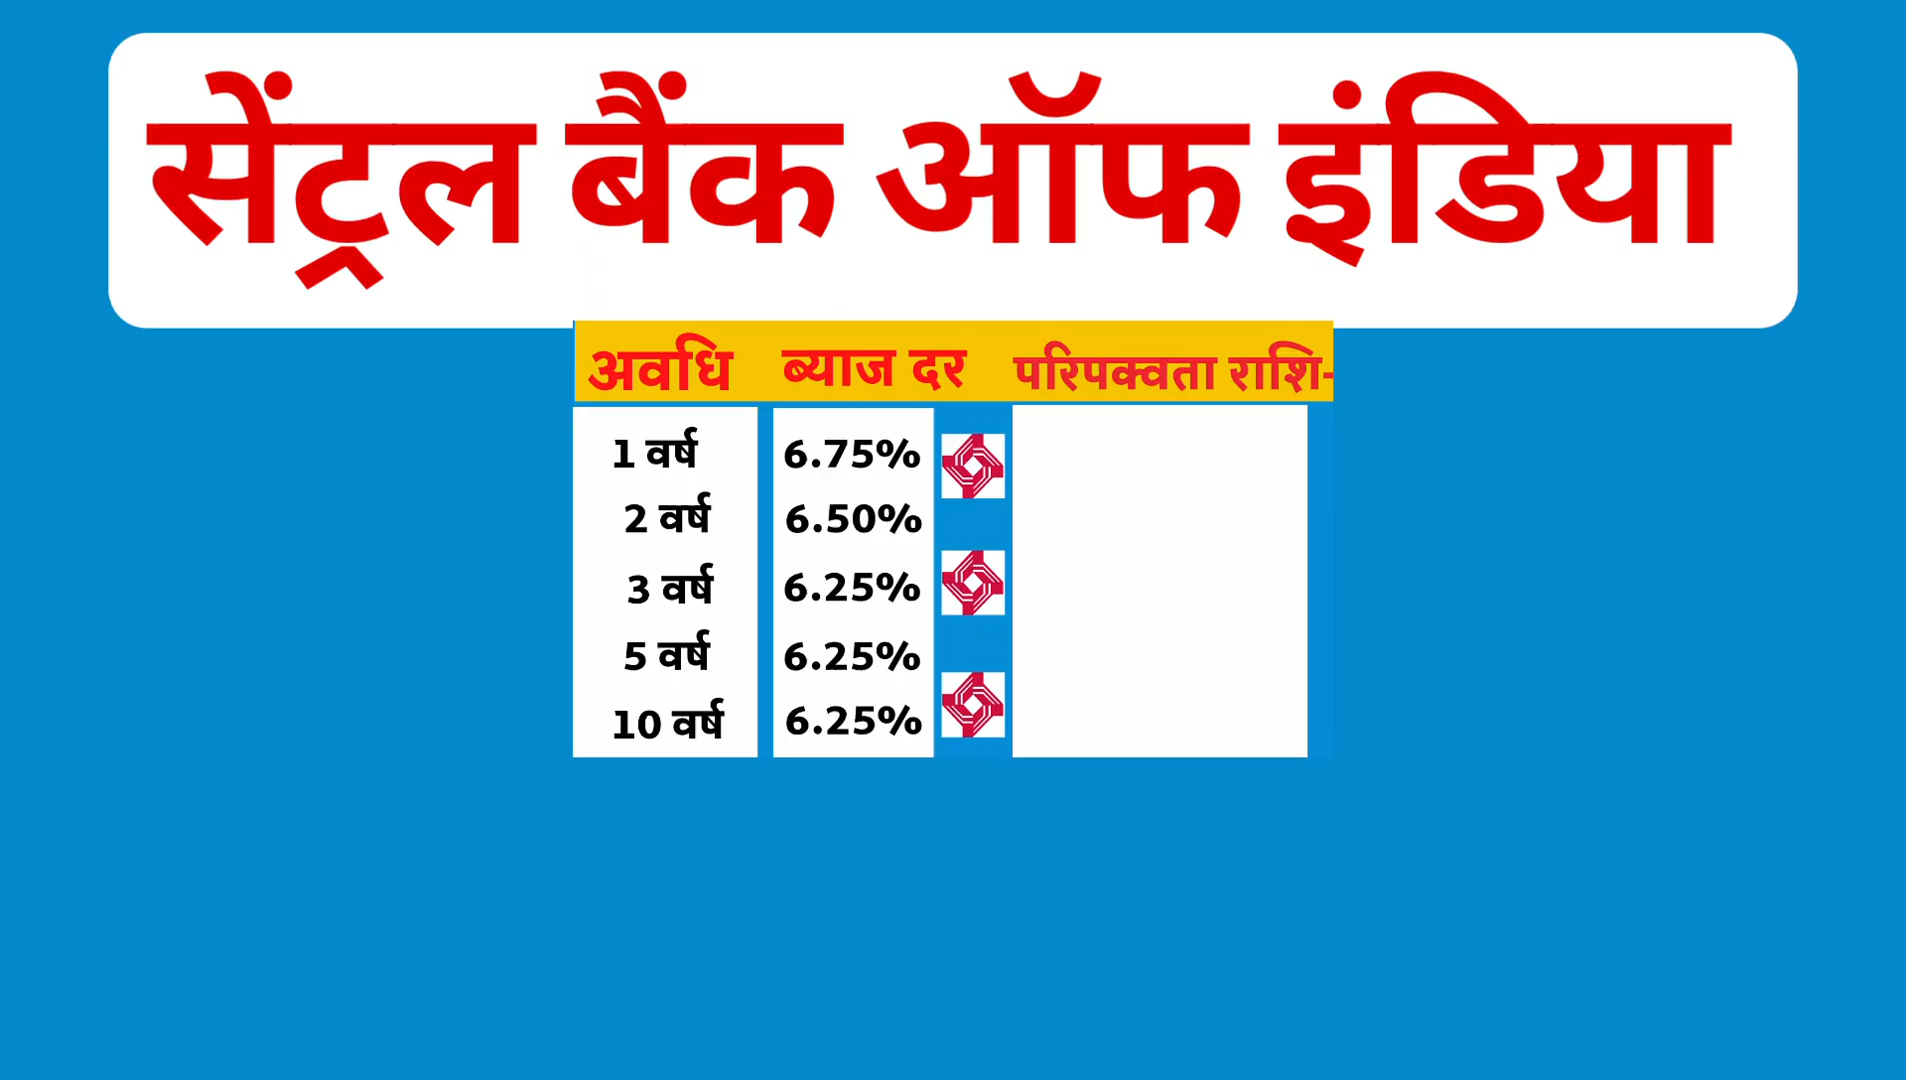 सेंट्रल बैंक ऑफ इंडिया
अवधि ब्याज दर परिपक्वता राशि-
1 वर्ष 6.75%
2 वर्ष 6.50%
3 वर्ष 6.25%
5 वर्ष 6.25%
10 वर्ष 6.25%